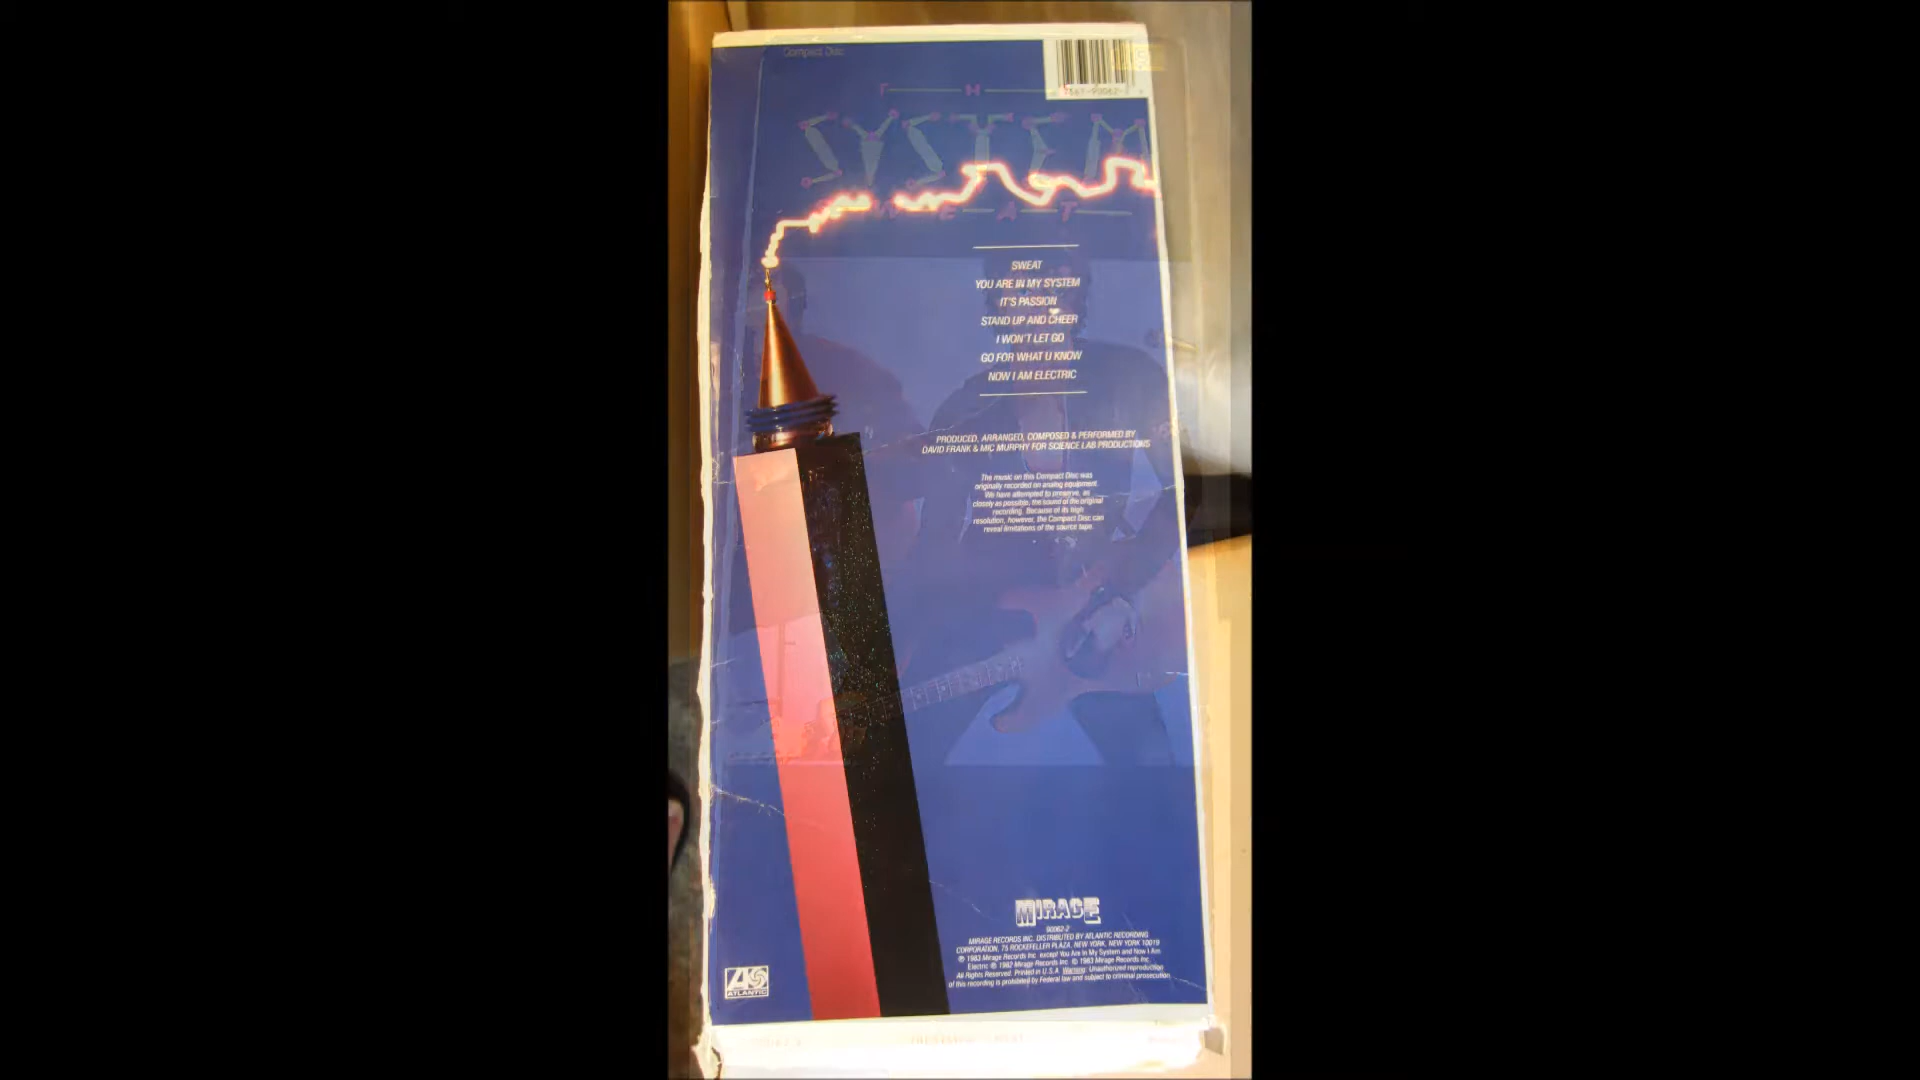 Compact Disc
7567-90062-
T H
SYSTEM
WEAT
SWEAT
YOU ARE IN MY SYSTEM
IT'S PASSION
STAND UP AND CHEER
I WON'T LET GO
GO FOR WHAT U KNOW
NOW I AM ELECTRIC
PRODUCED, ARRANGED, COMPOSED & PERFORMED BY
DAVID FRANK & MIC MURPHY FOR SCIENCE LAB PRODUCTIONS
The music on this Compact Disc was
originally recorded on analog equipment.
We have attempted to preserve, as
closely as possible, the sound of the original
recording. Because of its high
resolution, however, the Compact Disc can
reveal limitations of the source tape.
MIRAGE
90062-2
MIRAGE RECORDS INC. DISTRIBUTED BY ATLANTIC RECORDING
CORPORATION, 75 ROCKEFELLER PLAZA, NEW YORK, NEW YORK 10019
℗ 1983 Mirage Records Inc. except You Are In My System and Now I Am
Electric ℗ 1982 Mirage Records Inc. © 1983 Mirage Records Inc.
All Rights Reserved. Printed in U.S.A. Warning: Unauthorized reproduction
of this recording is prohibited by Federal law and subject to criminal prosecution.
ATLANTIC